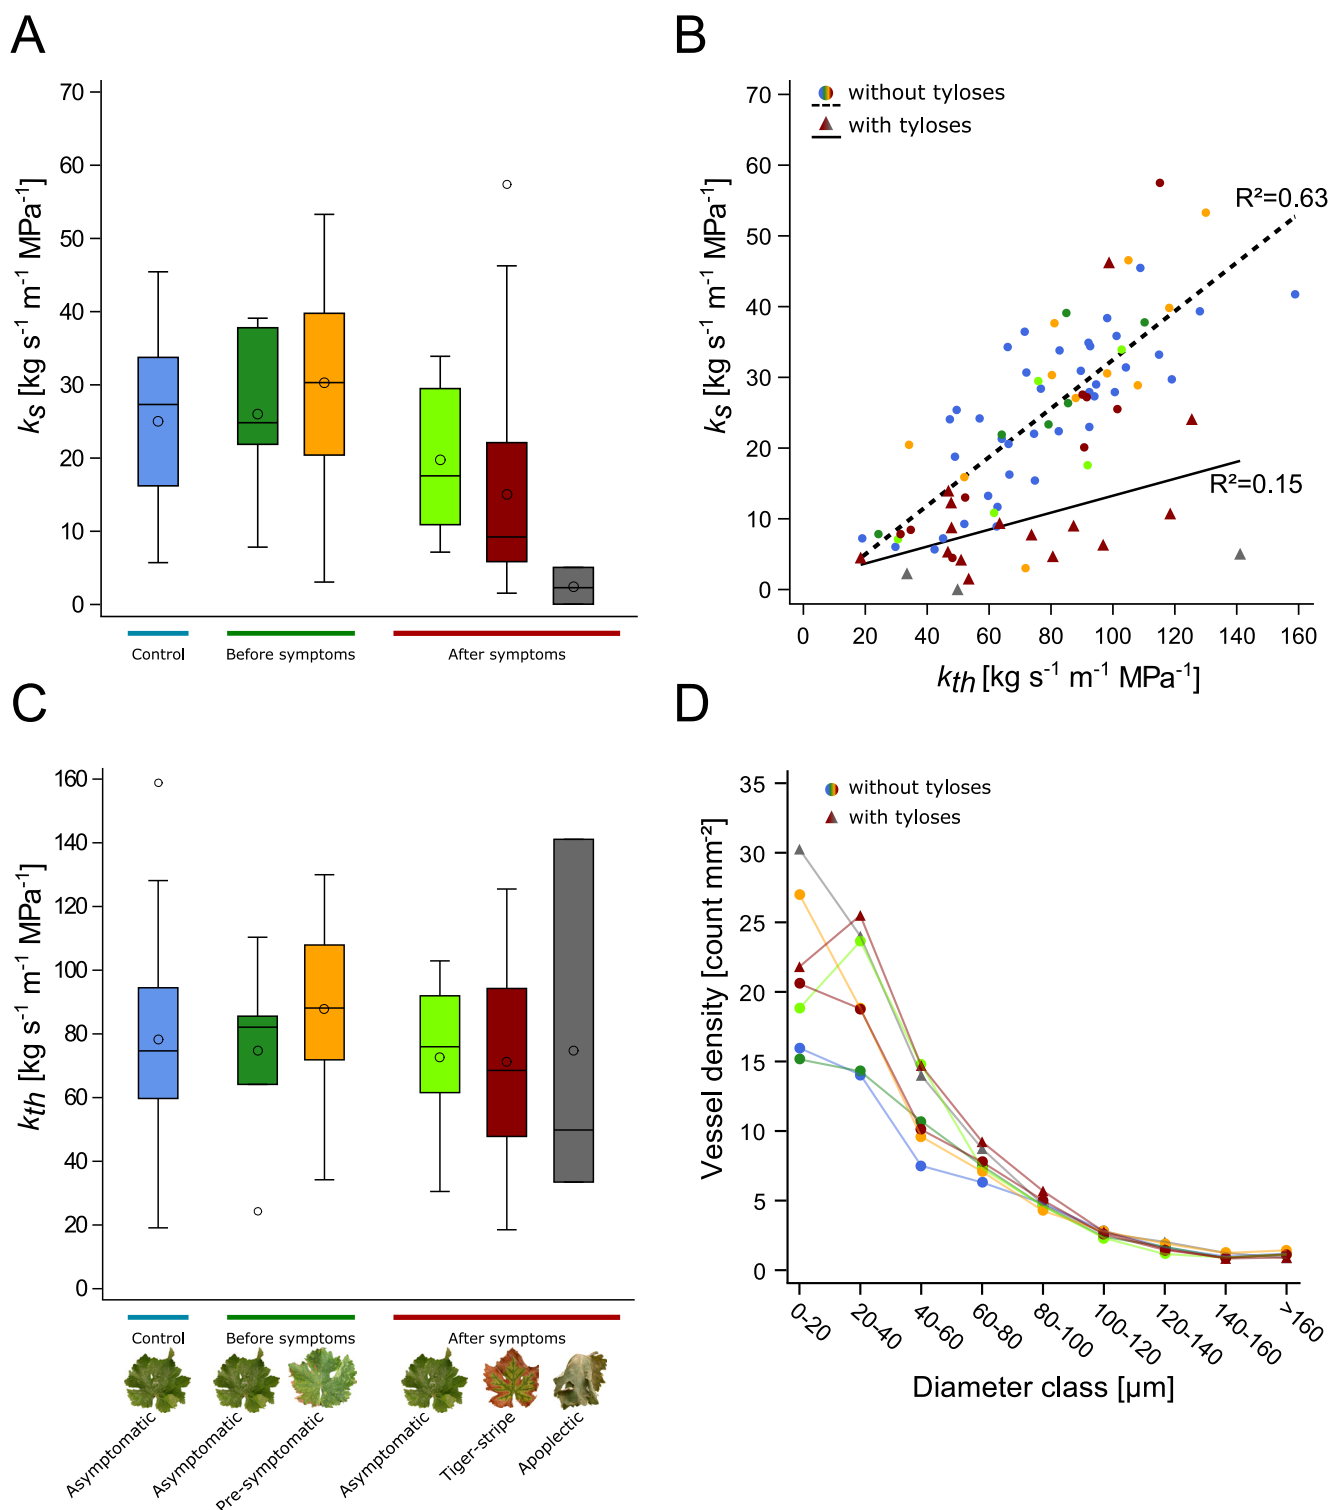 A
70
60
50
40
30
20
10
0
ks [kg s⁻¹ m⁻¹ MPa⁻¹]
Control
Before symptoms
After symptoms
B
without tyloses
with tyloses
70
60
50
40
30
20
10
0
ks [kg s⁻¹ m⁻¹ MPa⁻¹]
R²=0.63
R²=0.15
0 20 40 60 80 100 120 140 160
kth [kg s⁻¹ m⁻¹ MPa⁻¹]
C
160
140
120
100
80
60
40
20
0
kth [kg s⁻¹ m⁻¹ MPa⁻¹]
Control
Before symptoms
After symptoms
Asymptomatic
Asymptomatic
Pre-symptomatic
Asymptomatic
Tiger-stripe
Apoplectic
D
without tyloses
with tyloses
35
30
25
20
15
10
5
0
Vessel density [count mm⁻²]
0-20 20-40 40-60 60-80 80-100 100-120 120-140 140-160 >160
Diameter class [µm]